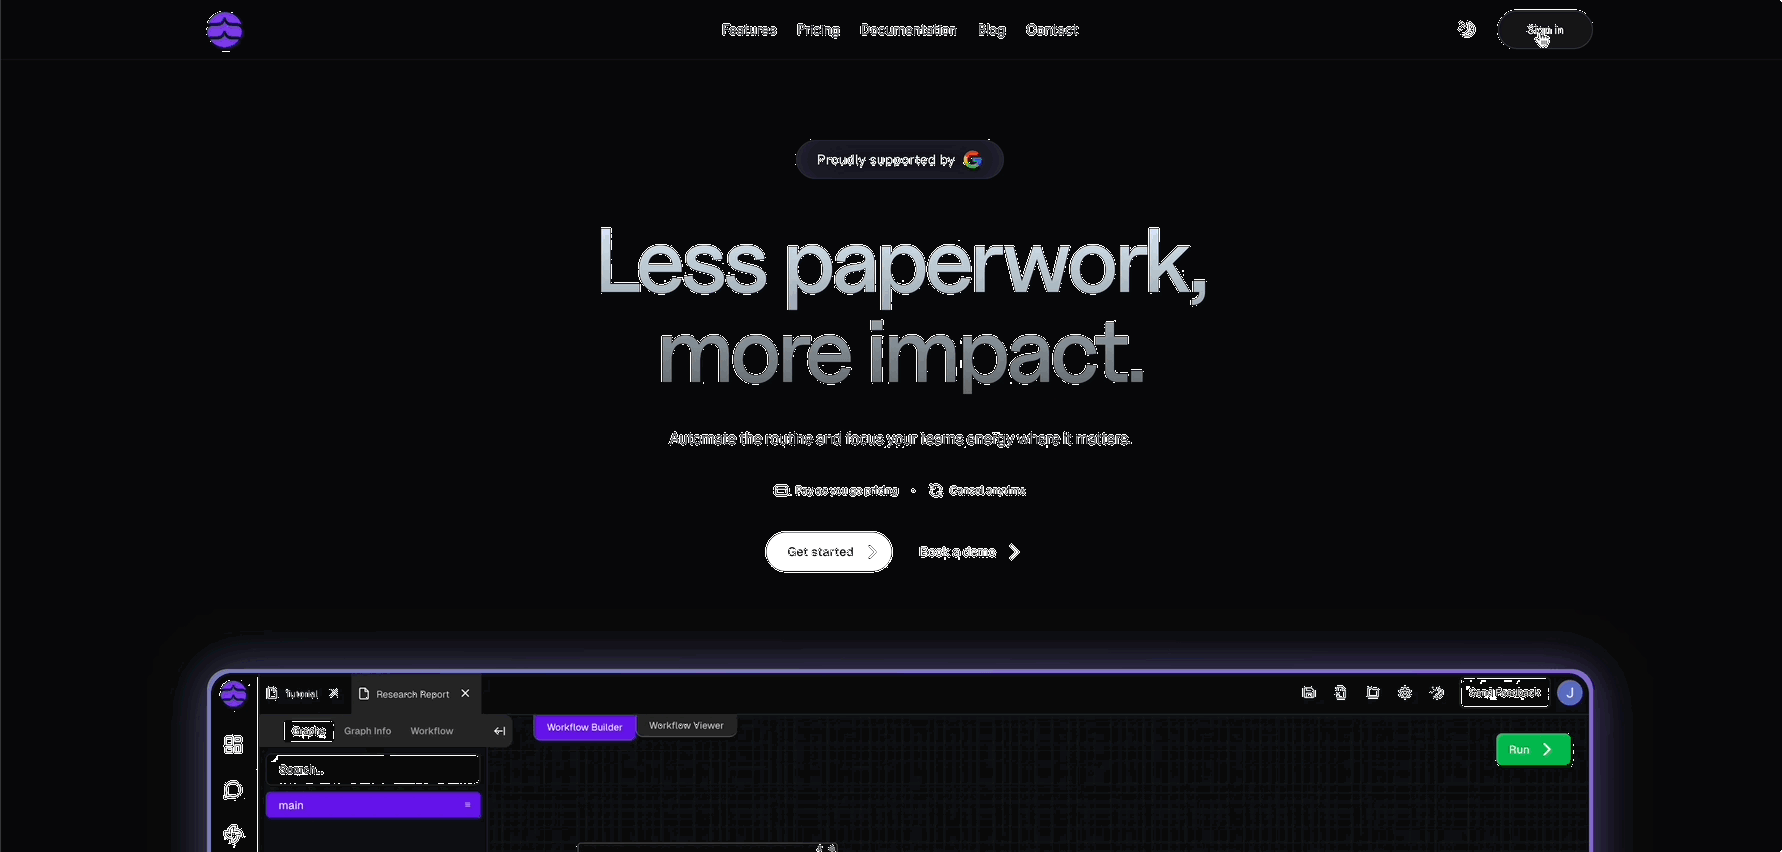 Features Pricing Documentation Blog Contact
Sign in
Proudly supported by
Less paperwork,
more impact.
Automate the routine and focus your teams energy where it matters.
Pay as you go pricing • Cancel anytime
Get started
Book a demo
Tutorial
Research Report
Send Feedback
J
Graphs Graph Info Workflow
Workflow Builder
Workflow Viewer
Run
Search...
main